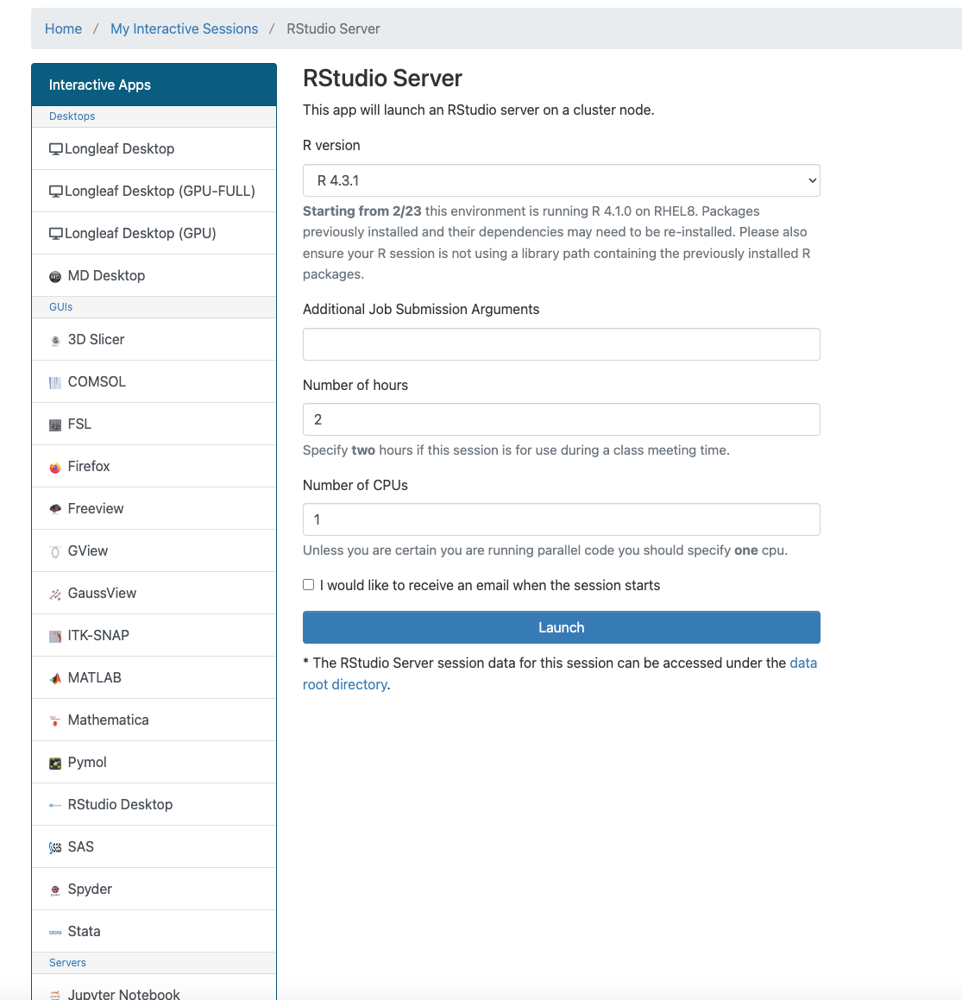 Home / My Interactive Sessions / RStudio Server
Interactive Apps
Desktops
Longleaf Desktop
Longleaf Desktop (GPU-FULL)
Longleaf Desktop (GPU)
MD Desktop
GUIs
3D Slicer
COMSOL
FSL
Firefox
Freeview
GView
GaussView
ITK-SNAP
MATLAB
Mathematica
Pymol
RStudio Desktop
SAS
Spyder
Stata
Servers
Jupyter Notebook
RStudio Server
This app will launch an RStudio server on a cluster node.
R version
R 4.3.1
Starting from 2/23 this environment is running R 4.1.0 on RHEL8. Packages
previously installed and their dependencies may need to be re-installed. Please also
ensure your R session is not using a library path containing the previously installed R
packages.
Additional Job Submission Arguments
Number of hours
2
Specify two hours if this session is for use during a class meeting time.
Number of CPUs
1
Unless you are certain you are running parallel code you should specify one cpu.
I would like to receive an email when the session starts
Launch
* The RStudio Server session data for this session can be accessed under the data
root directory.